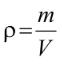 ρ = m/V